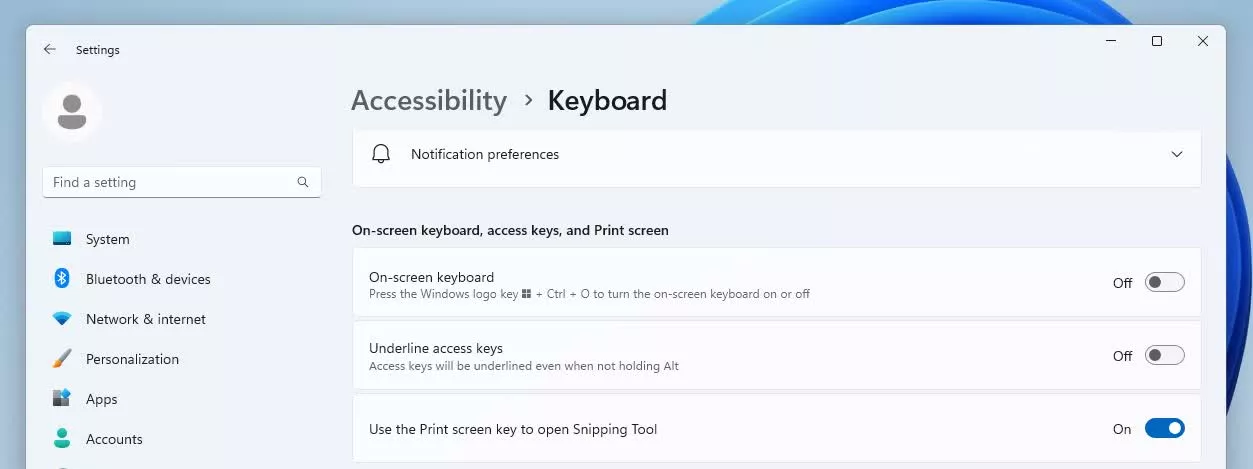 Settings
Accessibility > Keyboard
Notification preferences
Find a setting
On-screen keyboard, access keys, and Print screen
System
On-screen keyboard
Off
Press the Windows logo key + Ctrl + O to turn the on-screen keyboard on or off
Bluetooth & devices
Network & internet
Underline access keys
Off
Access keys will be underlined even when not holding Alt
Personalization
Apps
Use the Print screen key to open Snipping Tool
On
Accounts